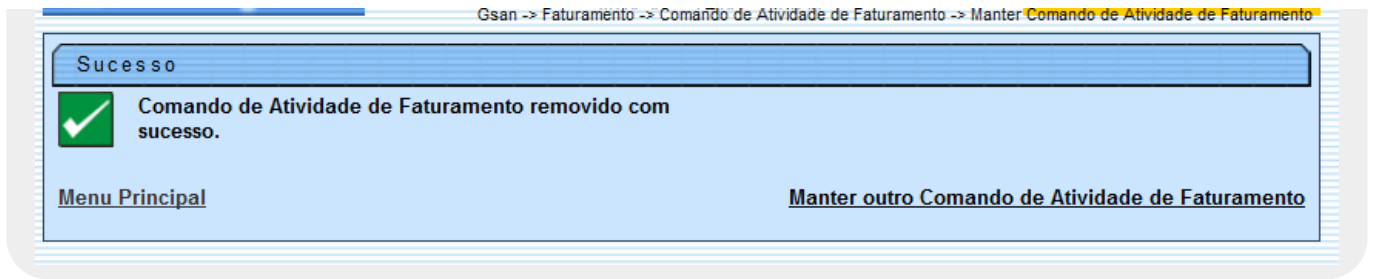 Gsan -> Faturamento -> Comando de Atividade de Faturamento -> Manter Comando de Atividade de Faturamento
Sucesso
Comando de Atividade de Faturamento removido com
sucesso.
Menu Principal
Manter outro Comando de Atividade de Faturamento